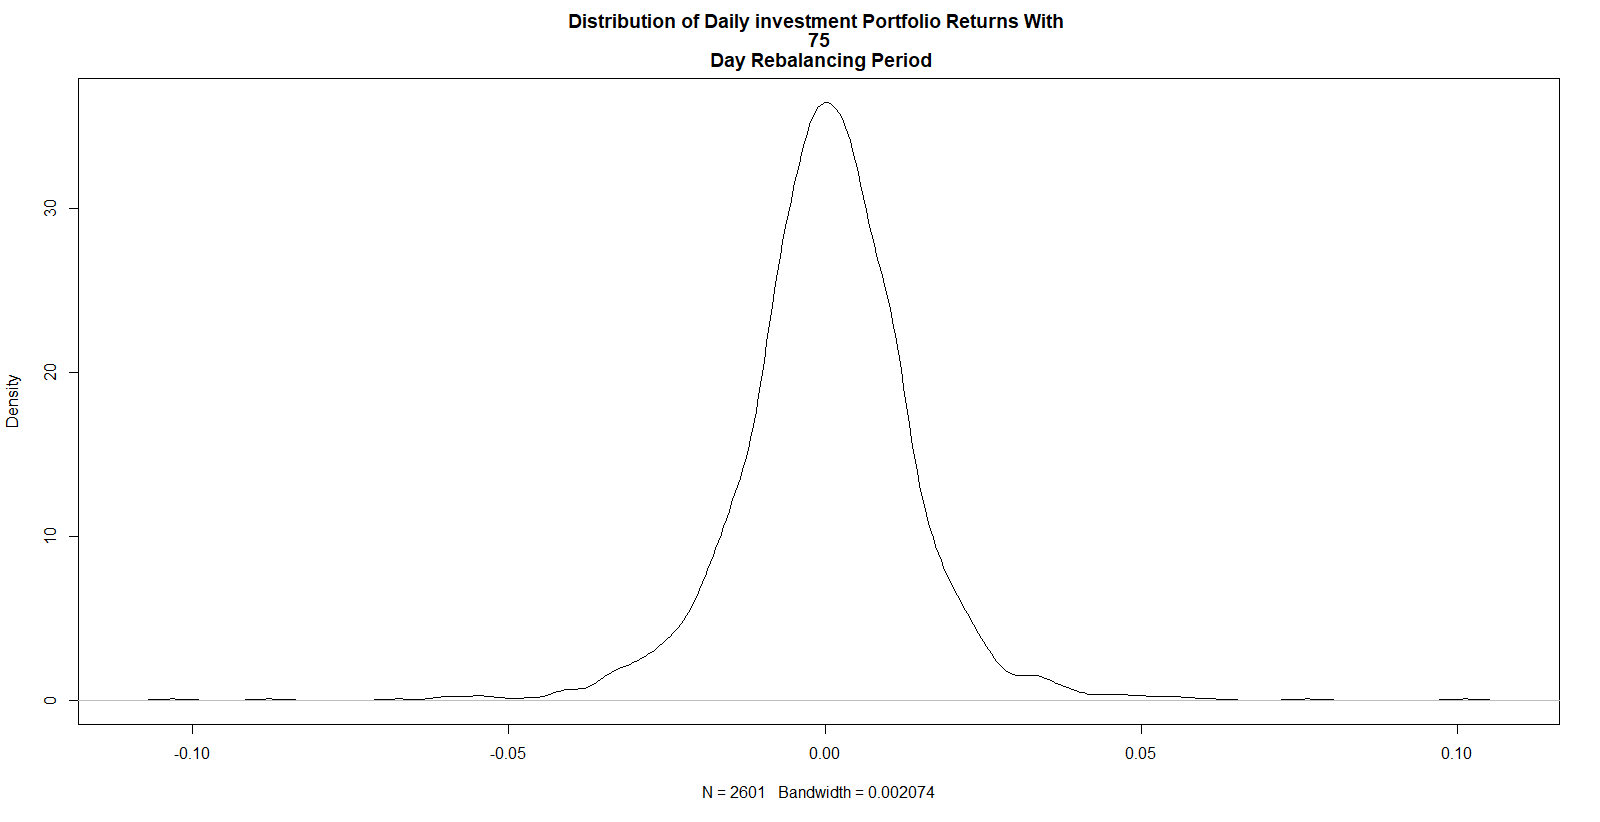 Distribution of Daily investment Portfolio Returns With
75
Day Rebalancing Period
Density
30
20
10
0
-0.10
-0.05
0.00
0.05
0.10
N = 2601   Bandwidth = 0.002074